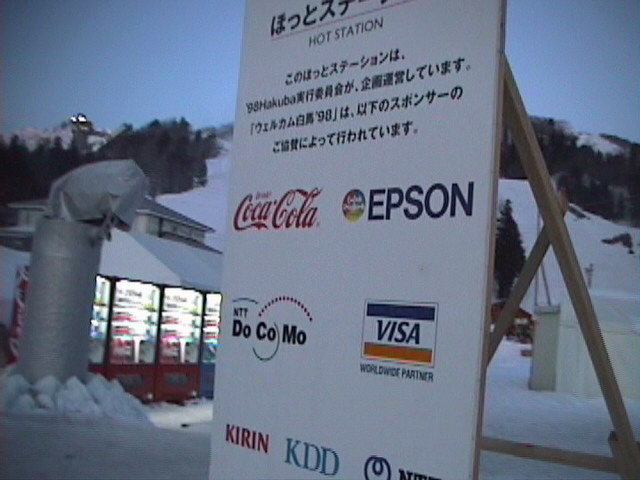 ほっとステー
HOT STATION
このほっとステーションは、
'98Hakuba実行委員会が、企画運営しています。
「ウェルカム白馬'98」は、以下のスポンサーの
ご協賛によって行われています。
Coca-Cola
EPSON
NTT
DoCoMo
VISA
WORLDWIDE PARTNER
KIRIN
KDD